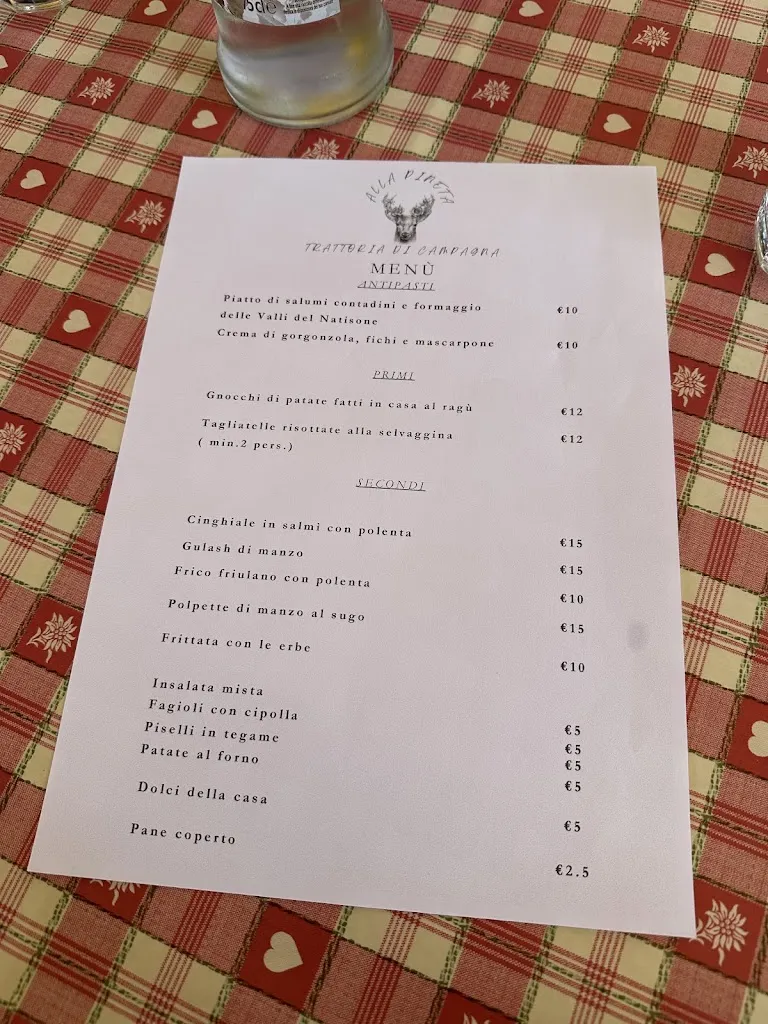 75cl e
ALLA PINETA
TRATTORIA DI CAMPAGNA
MENÙ
ANTIPASTI
Piatto di salumi contadini e formaggio €10
delle Valli del Natisone
Crema di gorgonzola, fichi e mascarpone €10
PRIMI
Gnocchi di patate fatti in casa al ragù €12
Tagliatelle risottate alla selvaggina €12
( min.2 pers.)
SECONDI
Cinghiale in salmì con polenta €15
Gulash di manzo €15
Frico friulano con polenta €10
Polpette di manzo al sugo €15
Frittata con le erbe €10
Insalata mista €5
Fagioli con cipolla €5
Piselli in tegame €5
Patate al forno €5
Dolci della casa €5
Pane coperto €2.5